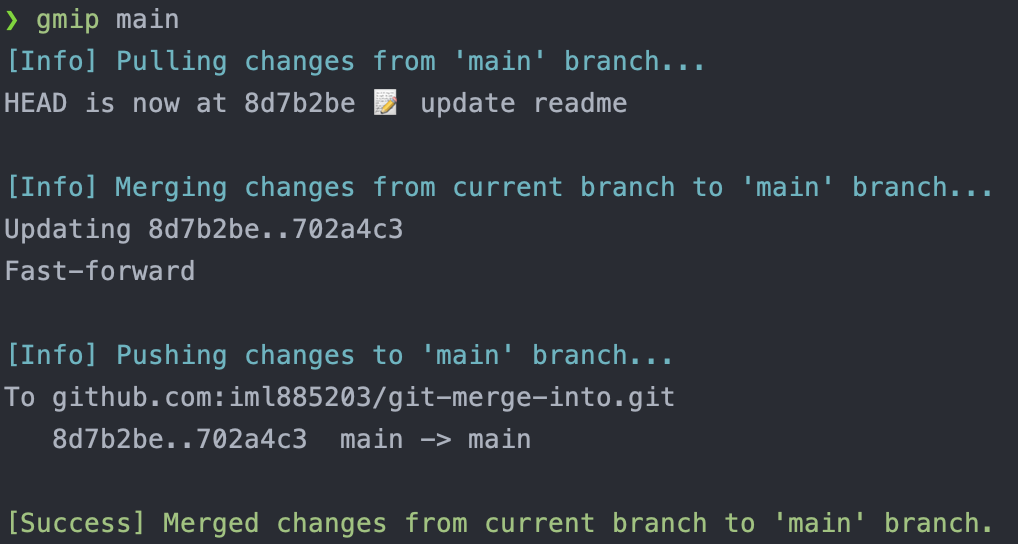 ❯ gmip main
[Info] Pulling changes from 'main' branch...
HEAD is now at 8d7b2be 📝 update readme
[Info] Merging changes from current branch to 'main' branch...
Updating 8d7b2be..702a4c3
Fast-forward
[Info] Pushing changes to 'main' branch...
To github.com:iml885203/git-merge-into.git
   8d7b2be..702a4c3  main -> main
[Success] Merged changes from current branch to 'main' branch.